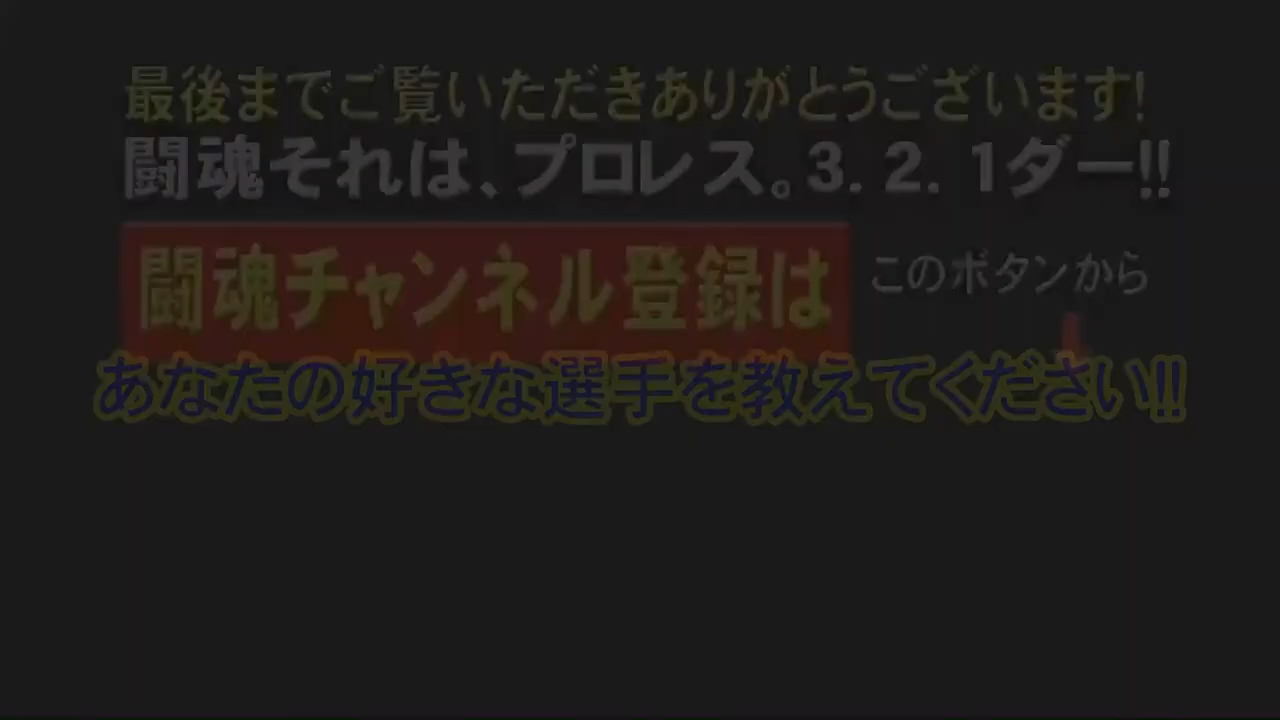 最後までご覧いただきありがとうございます!
闘魂それは、プロレス。3. 2. 1ダー!!
闘魂チャンネル登録は
このボタンから
あなたの好きな選手を教えてください!!